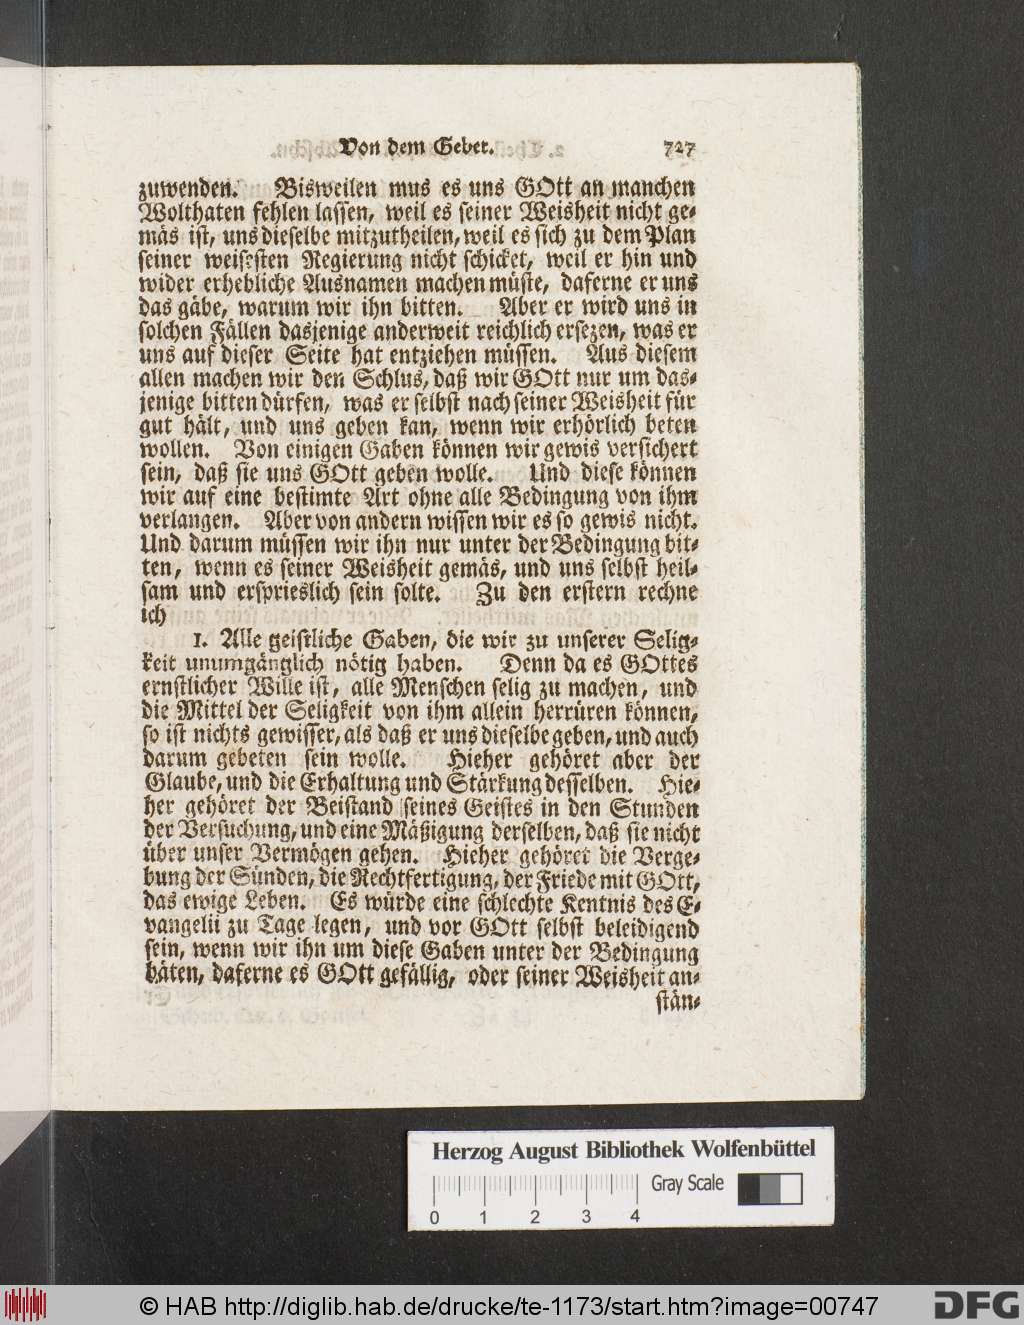 Von dem Gebet. 727
zuwenden. Bisweilen mus es uns GOtt an manchen
Wolthaten fehlen lassen, weil es seiner Weisheit nicht ge-
mäs ist, uns dieselbe mitzutheilen, weil es sich zu dem Plan
seiner weisesten Regierung nicht schicket, weil er hin und
wider erhebliche Ausnamen machen müste, daferne er uns
das gäbe, warum wir ihn bitten. Aber er wird uns in
solchen Fällen dasjenige anderweit reichlich ersezen, was er
uns auf dieser Seite hat entziehen müssen. Aus diesem
allen machen wir den Schlus, daß wir GOtt nur um das-
jenige bitten dürfen, was er selbst nach seiner Weisheit für
gut hält, und uns geben kan, wenn wir erhörlich beten
wollen. Von einigen Gaben können wir gewis versichert
sein, daß sie uns GOtt geben wolle. Und diese können
wir auf eine bestimte Art ohne alle Bedingung von ihm
verlangen. Aber von andern wissen wir es so gewis nicht.
Und darum müssen wir ihn nur unter der Bedingung bit-
ten, wenn es seiner Weisheit gemäs, und uns selbst heil-
sam und ersprieslich sein solte. Zu den erstern rechne
ich
1. Alle geistliche Gaben, die wir zu unserer Selig-
keit unumgänglich nötig haben. Denn da es GOttes
ernstlicher Wille ist, alle Menschen selig zu machen, und
die Mittel der Seligkeit von ihm allein herrüren können,
so ist nichts gewisser, als daß er uns dieselbe geben, und auch
darum gebeten sein wolle. Hieher gehöret aber der
Glaube, und die Erhaltung und Stärkung desselben. Hie-
her gehöret der Beistand seines Geistes in den Stunden
der Versuchung, und eine Mäßigung derselben, daß sie nicht
über unser Vermögen gehen. Hieher gehöret die Verge-
bung der Sünden, die Rechtfertigung, der Friede mit GOtt,
das ewige Leben. Es würde eine schlechte Kentnis des E-
vangelii zu Tage legen, und vor GOtt selbst beleidigend
sein, wenn wir ihn um diese Gaben unter der Bedingung
bäten, daferne es GOtt gefällig, oder seiner Weisheit an-
stän-
Herzog August Bibliothek Wolfenbüttel
Gray Scale
0 1 2 3 4
© HAB http://diglib.hab.de/drucke/te-1173/start.htm?image=00747
DFG